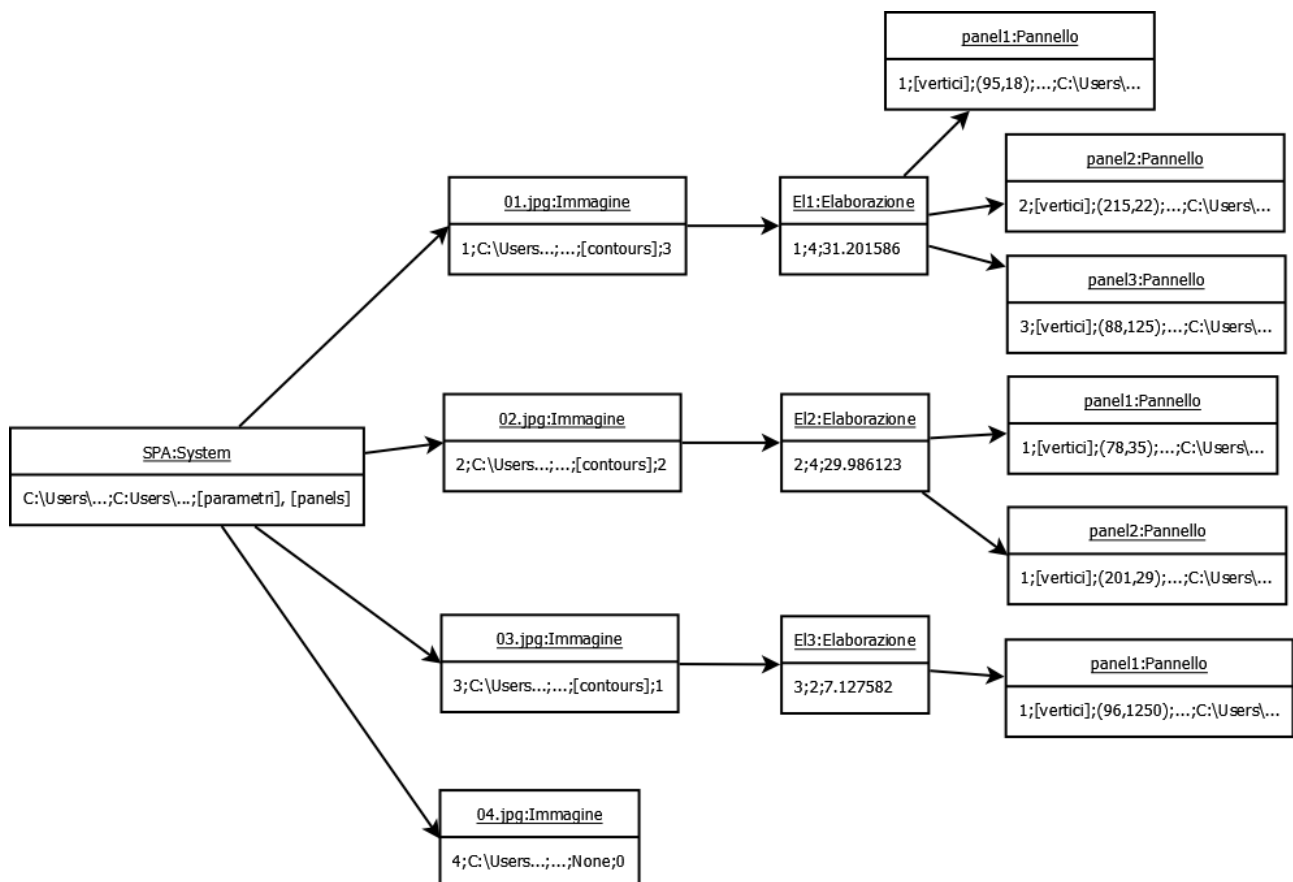 panel1:Pannello
1;[vertici];(95,18);...;C:\Users\...
panel2:Pannello
2;[vertici];(215,22);...;C:\Users\...
01.jpg:Immagine
1;C:\Users...;...;[contours];3
El1:Elaborazione
1;4;31.201586
panel3:Pannello
3;[vertici];(88,125);...;C:\Users\...
SPA:System
C:\Users\...;C:Users\...;[parametri], [panels]
02.jpg:Immagine
2;C:\Users...;...;[contours];2
El2:Elaborazione
2;4;29.986123
panel1:Pannello
1;[vertici];(78,35);...;C:\Users\...
panel2:Pannello
1;[vertici];(201,29);...;C:\Users\...
03.jpg:Immagine
3;C:\Users...;...;[contours];1
El3:Elaborazione
3;2;7.127582
panel1:Pannello
1;[vertici];(96,1250);...;C:\Users\...
04.jpg:Immagine
4;C:\Users...;...;None;0